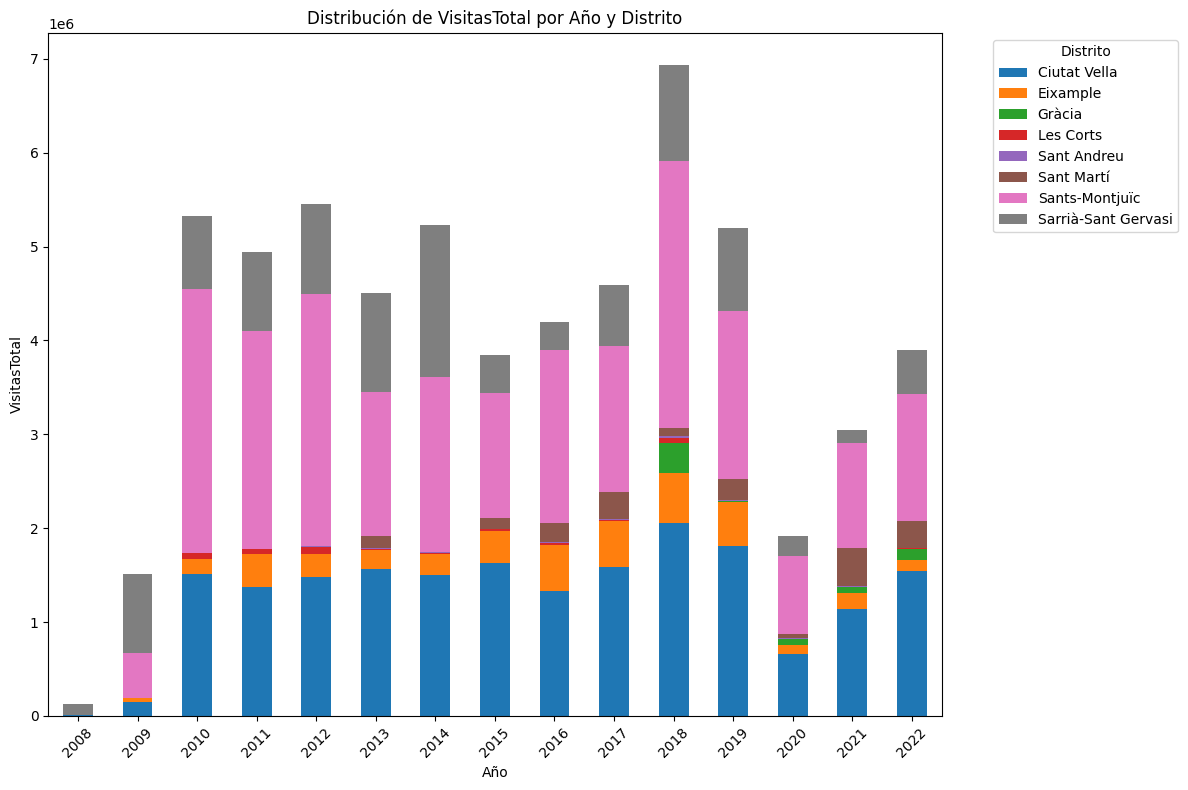 Distribución de VisitasTotal por Año y Distrito
1e6
7
6
5
4
3
2
1
0
VisitasTotal
2008
2009
2010
2011
2012
2013
2014
2015
2016
2017
2018
2019
2020
2021
2022
Año
Distrito
Ciutat Vella
Eixample
Gràcia
Les Corts
Sant Andreu
Sant Martí
Sants-Montjuïc
Sarrià-Sant Gervasi